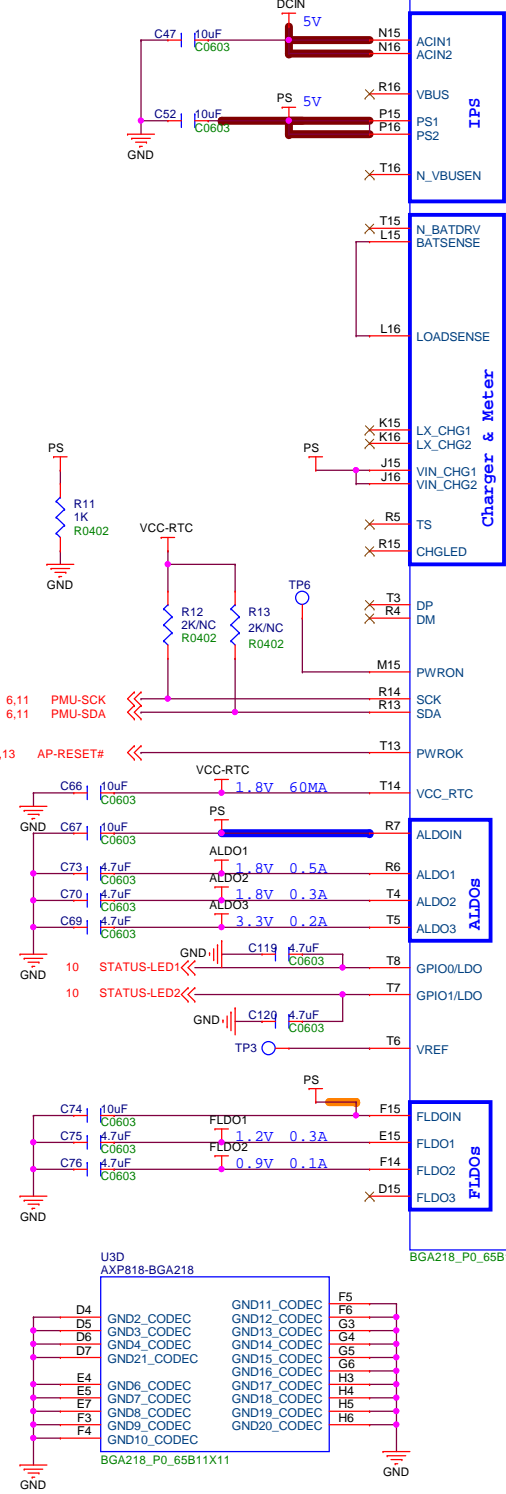 DCIN
5V
C47 10uF
C0603
N15 ACIN1
N16 ACIN2
R16 VBUS
IPS
PS 5V
C52 10uF
C0603
P15 PS1
P16 PS2
GND
T16 N_VBUSEN
T15 N_BATDRV
L15 BATSENSE
L16 LOADSENSE
Charger & Meter
K15 LX_CHG1
K16 LX_CHG2
PS
J15 VIN_CHG1
J16 VIN_CHG2
PS
R11
1K
R0402
GND
R5 TS
R15 CHGLED
VCC-RTC
R12
2K/NC
R0402
R13
2K/NC
R0402
TP6
T3 DP
R4 DM
M15 PWRON
6,11 PMU-SCK R14 SCK
6,11 PMU-SDA R13 SDA
,13 AP-RESET# T13 PWROK
VCC-RTC
C66 10uF 1.8V 60MA T14 VCC_RTC
C0603
GND
PS
C67 10uF R7 ALDOIN
C0603
ALDO1
C73 4.7uF 1.8V 0.5A R6 ALDO1
C0603
ALDO2
C70 4.7uF 1.8V 0.3A T4 ALDO2
C0603
ALDO3
C69 4.7uF 3.3V 0.2A T5 ALDO3
C0603
ALDOs
GND
GND C119 4.7uF
C0603
10 STATUS-LED1 T8 GPIO0/LDO
10 STATUS-LED2 T7 GPIO1/LDO
GND C120 4.7uF
C0603
TP3 T6 VREF
PS
C74 10uF F15 FLDOIN
C0603
FLDO1
C75 4.7uF 1.2V 0.3A E15 FLDO1
C0603
FLDO2
C76 4.7uF 0.9V 0.1A F14 FLDO2
C0603
D15 FLDO3
FLDOs
GND
BGA218_P0_65B
U3D
AXP818-BGA218
D4 GND2_CODEC
D5 GND3_CODEC
D6 GND4_CODEC
D7 GND21_CODEC
E4 GND6_CODEC
E5 GND7_CODEC
E7 GND8_CODEC
F3 GND9_CODEC
F4 GND10_CODEC
GND11_CODEC F5
GND12_CODEC F6
GND13_CODEC G3
GND14_CODEC G4
GND15_CODEC G5
GND16_CODEC G6
GND17_CODEC H3
GND18_CODEC H4
GND19_CODEC H5
GND20_CODEC H6
BGA218_P0_65B11X11
GND
GND